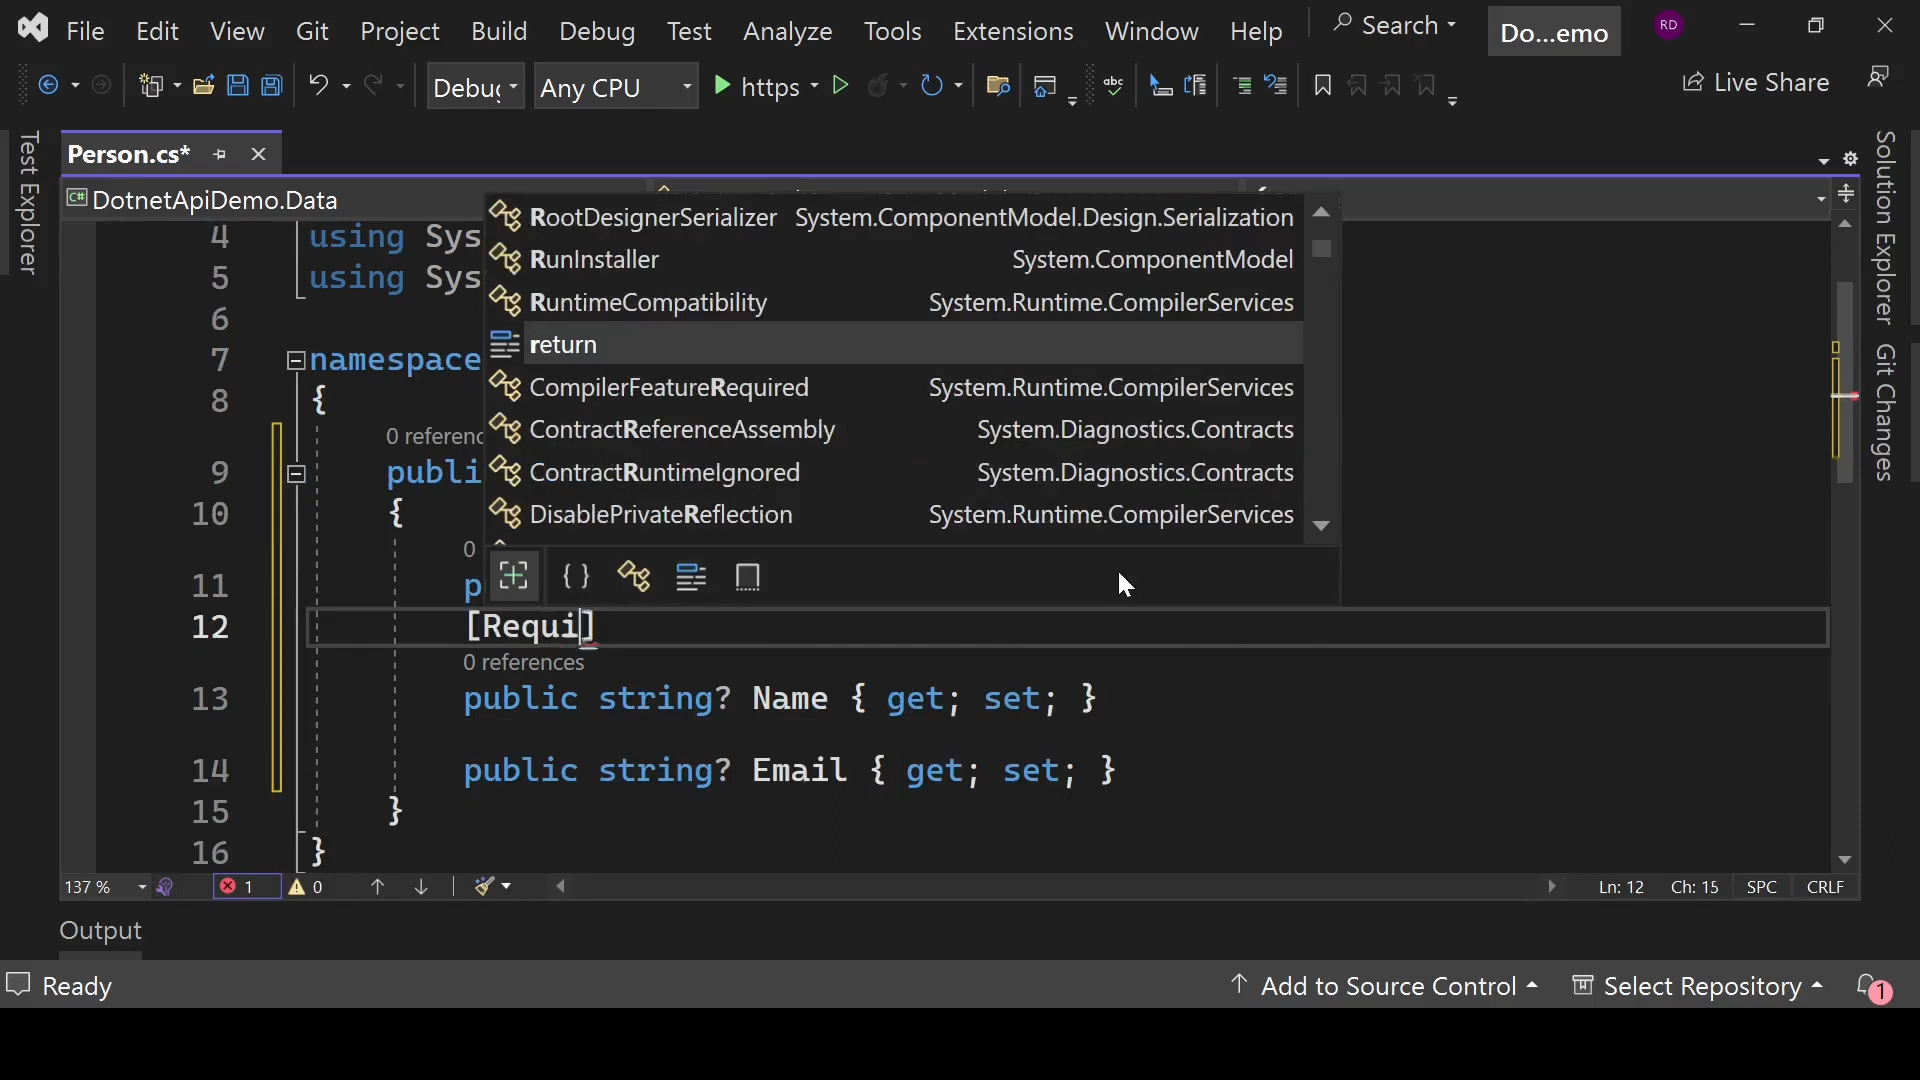 File Edit View Git Project Build Debug Test Analyze Tools Extensions Window Help Search Do...emo RD
Debug Any CPU https Live Share
Test Explorer
Person.cs*
Solution Explorer
Git Changes
DotnetApiDemo.Data
RootDesignerSerializer System.ComponentModel.Design.Serialization
RunInstaller System.ComponentModel
RuntimeCompatibility System.Runtime.CompilerServices
return
CompilerFeatureRequired System.Runtime.CompilerServices
ContractReferenceAssembly System.Diagnostics.Contracts
ContractRuntimeIgnored System.Diagnostics.Contracts
DisablePrivateReflection System.Runtime.CompilerServices
4 using Sys
5 using Sys
6
7 namespace
8 {
0 referenc
9 publi
10 {
0
11 p
12 [Requi]
0 references
13 public string? Name { get; set; }
14 public string? Email { get; set; }
15 }
16 }
137 % 1 0 Ln: 12 Ch: 15 SPC CRLF
Output
Ready Add to Source Control Select Repository 1